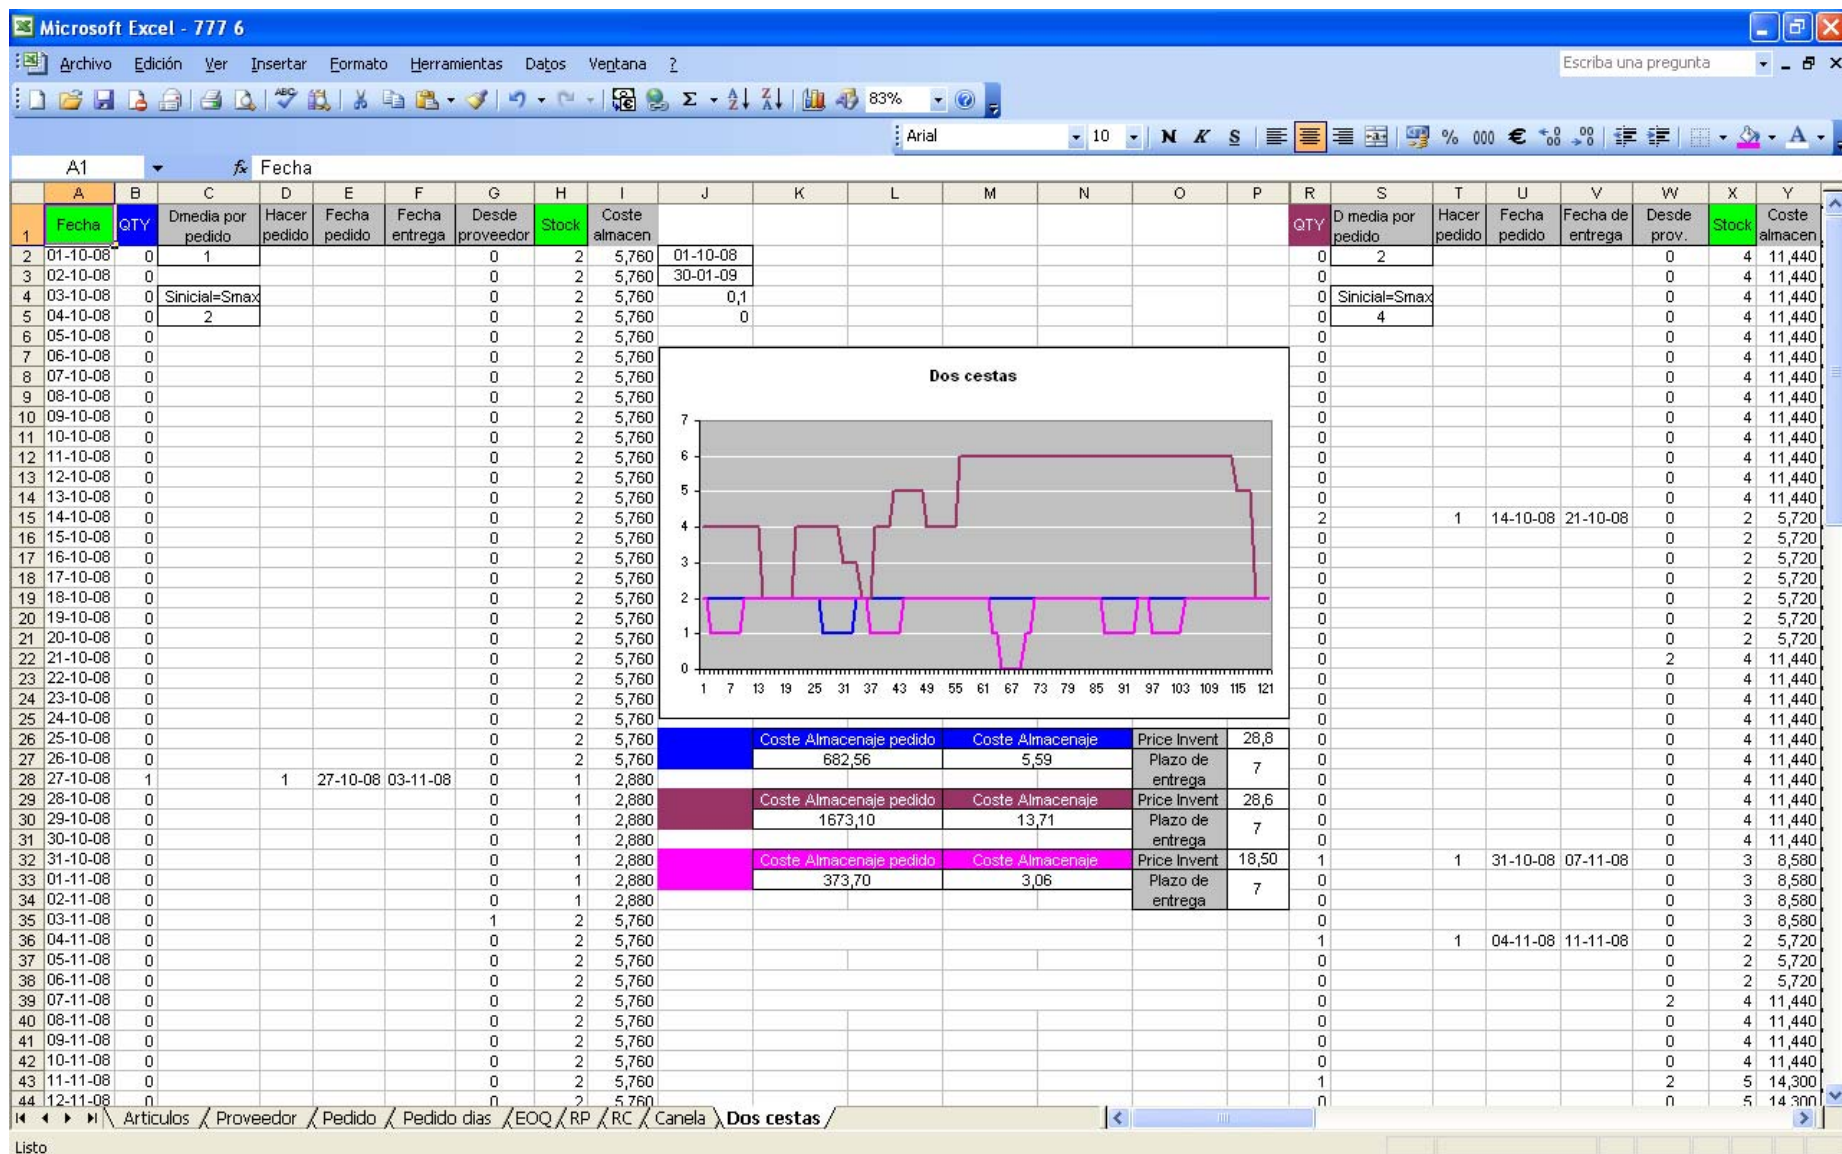 Microsoft Excel - 777 6
Archivo Edición Ver Insertar Formato Herramientas Datos Ventana ? Escriba una pregunta
83%
Arial 10 N K S % 000 €
A1 fx Fecha
A B C D E F G H I J K L M N O P R S T U V W X Y
1 Fecha QTY Dmedia por pedido Hacer pedido Fecha pedido Fecha entrega Desde proveedor Stock Coste almacen QTY D media por pedido Hacer pedido Fecha pedido Fecha de entrega Desde prov. Stock Coste almacen
2 01-10-08 0 1 0 2 5,760 01-10-08 0 2 0 4 11,440
3 02-10-08 0 0 2 5,760 30-01-09 0 0 4 11,440
4 03-10-08 0 Sinicial=Smax 0 2 5,760 0,1 0 Sinicial=Smax 0 4 11,440
5 04-10-08 0 2 0 2 5,760 0 0 4 0 4 11,440
6 05-10-08 0 0 2 5,760 0 0 4 11,440
7 06-10-08 0 0 2 5,760 0 0 4 11,440
8 07-10-08 0 0 2 5,760 0 0 4 11,440
9 08-10-08 0 0 2 5,760 0 0 4 11,440
10 09-10-08 0 0 2 5,760 0 0 4 11,440
11 10-10-08 0 0 2 5,760 0 0 4 11,440
12 11-10-08 0 0 2 5,760 0 0 4 11,440
13 12-10-08 0 0 2 5,760 0 0 4 11,440
14 13-10-08 0 0 2 5,760 0 0 4 11,440
15 14-10-08 0 0 2 5,760 2 1 14-10-08 21-10-08 0 2 5,720
16 15-10-08 0 0 2 5,760 0 0 2 5,720
17 16-10-08 0 0 2 5,760 0 0 2 5,720
18 17-10-08 0 0 2 5,760 0 0 2 5,720
19 18-10-08 0 0 2 5,760 0 0 2 5,720
20 19-10-08 0 0 2 5,760 0 0 2 5,720
21 20-10-08 0 0 2 5,760 0 0 2 5,720
22 21-10-08 0 0 2 5,760 0 2 4 11,440
23 22-10-08 0 0 2 5,760 0 0 4 11,440
24 23-10-08 0 0 2 5,760 0 0 4 11,440
25 24-10-08 0 0 2 5,760 0 0 4 11,440
26 25-10-08 0 0 2 5,760 Coste Almacenaje pedido Coste Almacenaje Price Invent 28,8 0 0 4 11,440
27 26-10-08 0 0 2 5,760 682,56 5,59 Plazo de entrega 7 0 0 4 11,440
28 27-10-08 1 1 27-10-08 03-11-08 0 1 2,880 0 0 4 11,440
29 28-10-08 0 0 1 2,880 Coste Almacenaje pedido Coste Almacenaje Price Invent 28,6 0 0 4 11,440
30 29-10-08 0 0 1 2,880 1673,10 13,71 Plazo de entrega 7 0 0 4 11,440
31 30-10-08 0 0 1 2,880 0 0 4 11,440
32 31-10-08 0 0 1 2,880 Coste Almacenaje pedido Coste Almacenaje Price Invent 18,50 1 1 31-10-08 07-11-08 0 3 8,580
33 01-11-08 0 0 1 2,880 373,70 3,06 Plazo de entrega 7 0 0 3 8,580
34 02-11-08 0 0 1 2,880 0 0 3 8,580
35 03-11-08 0 1 2 5,760 0 0 3 8,580
36 04-11-08 0 0 2 5,760 1 1 04-11-08 11-11-08 0 2 5,720
37 05-11-08 0 0 2 5,760 0 0 2 5,720
38 06-11-08 0 0 2 5,760 0 0 2 5,720
39 07-11-08 0 0 2 5,760 0 2 4 11,440
40 08-11-08 0 0 2 5,760 0 0 4 11,440
41 09-11-08 0 0 2 5,760 0 0 4 11,440
42 10-11-08 0 0 2 5,760 0 0 4 11,440
43 11-11-08 0 0 2 5,760 1 2 5 14,300
44 12-11-08 0 0 2 5,760 0 0 5 14,300
Dos cestas
7
6
5
4
3
2
1
0
1 7 13 19 25 31 37 43 49 55 61 67 73 79 85 91 97 103 109 115 121
Articulos Proveedor Pedido Pedido dias EOQ RP RC Canela Dos cestas
Listo